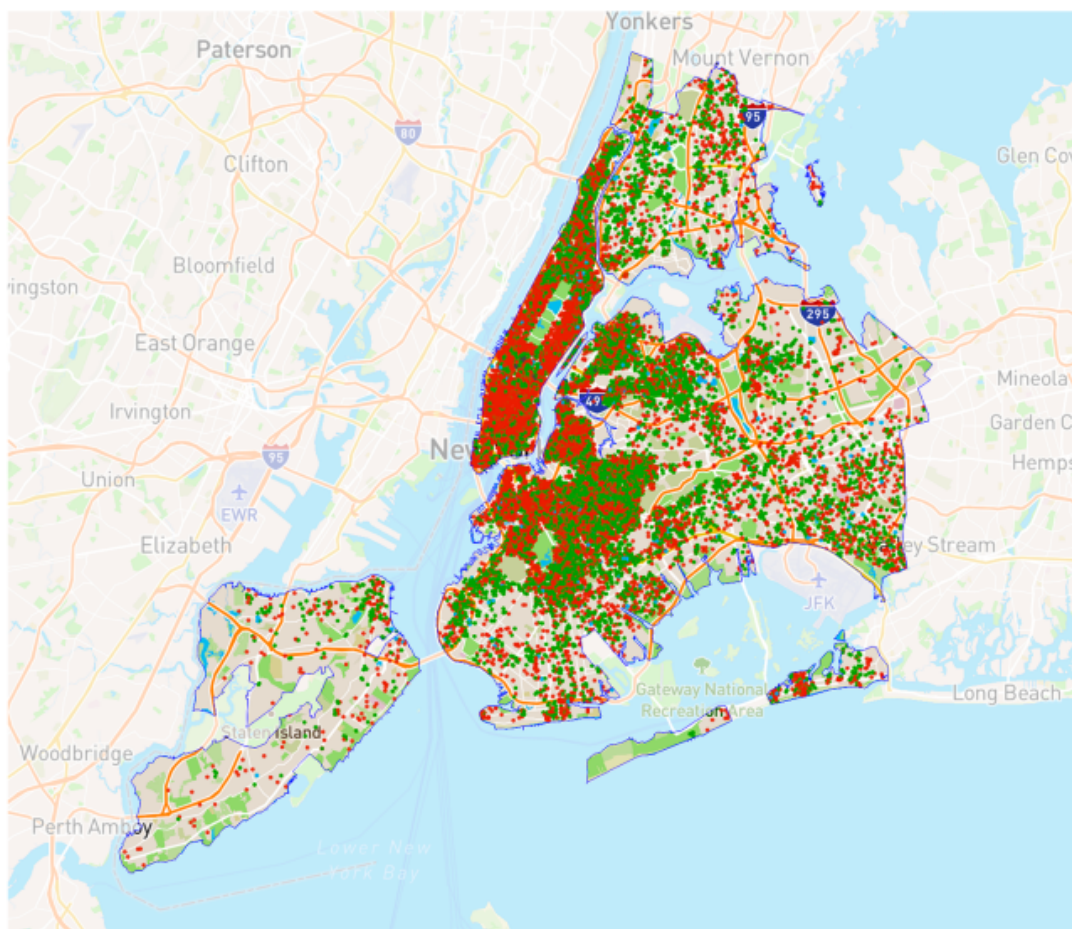 Yonkers
Paterson
Mount Vernon
95
80
Clifton
Glen Cov
Bloomfield
vingston
295
East Orange
Mineola
Irvington
49
Garden C
New
95
Hemps
Union
EWR
Elizabeth
Valley Stream
JFK
Gateway National
Recreation Area
Long Beach
on
Staten Island
Woodbridge
Perth Amboy
Lower New
York Bay